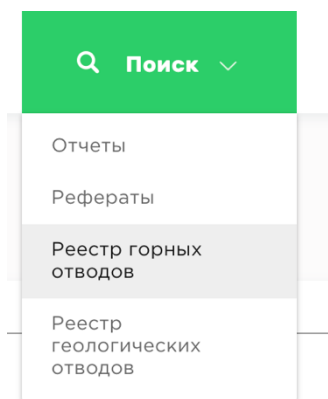 Поиск
Отчеты
Рефераты
Реестр горных
отводов
Реестр
геологических
отводов